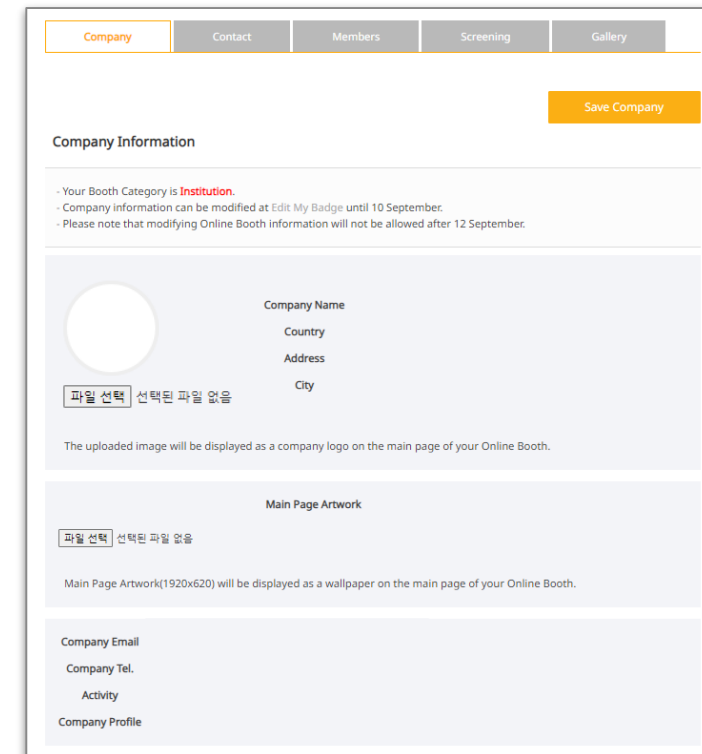 Company Contact Members Screening Gallery
Save Company
Company Information
- Your Booth Category is Institution.
- Company information can be modified at Edit My Badge until 10 September.
- Please note that modifying Online Booth information will not be allowed after 12 September.
Company Name
Country
Address
City
파일 선택 선택된 파일 없음
The uploaded image will be displayed as a company logo on the main page of your Online Booth.
Main Page Artwork
파일 선택 선택된 파일 없음
Main Page Artwork(1920x620) will be displayed as a wallpaper on the main page of your Online Booth.
Company Email
Company Tel.
Activity
Company Profile